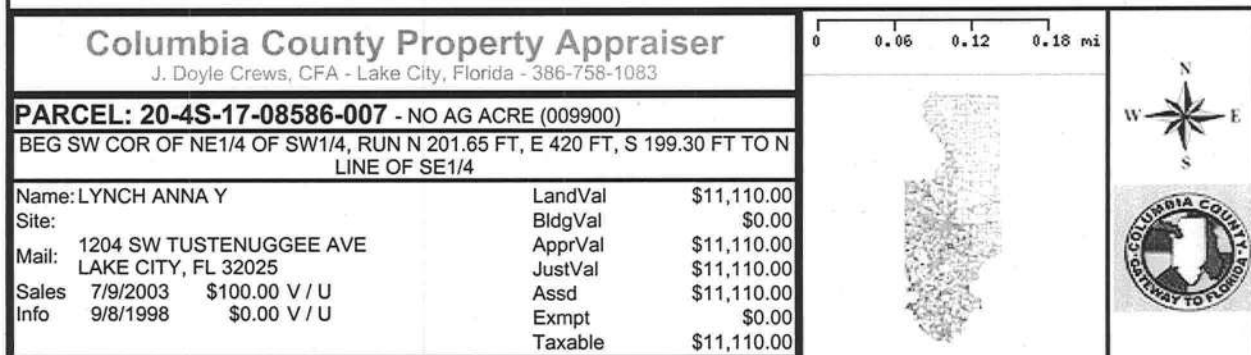 Columbia County Property Appraiser
J. Doyle Crews, CFA - Lake City, Florida - 386-758-1083
PARCEL: 20-4S-17-08586-007 - NO AG ACRE (009900)
BEG SW COR OF NE1/4 OF SW1/4, RUN N 201.65 FT, E 420 FT, S 199.30 FT TO N
LINE OF SE1/4
Name: LYNCH ANNA Y LandVal $11,110.00
Site: BldgVal $0.00
Mail: 1204 SW TUSTENUGGEE AVE ApprVal $11,110.00
LAKE CITY, FL 32025 JustVal $11,110.00
Sales 7/9/2003 $100.00 V / U Assd $11,110.00
Info 9/8/1998 $0.00 V / U Exmpt $0.00
Taxable $11,110.00
0 0.06 0.12 0.18 mi
N
W E
S
COLUMBIA COUNTY
GATEWAY TO FLORIDA